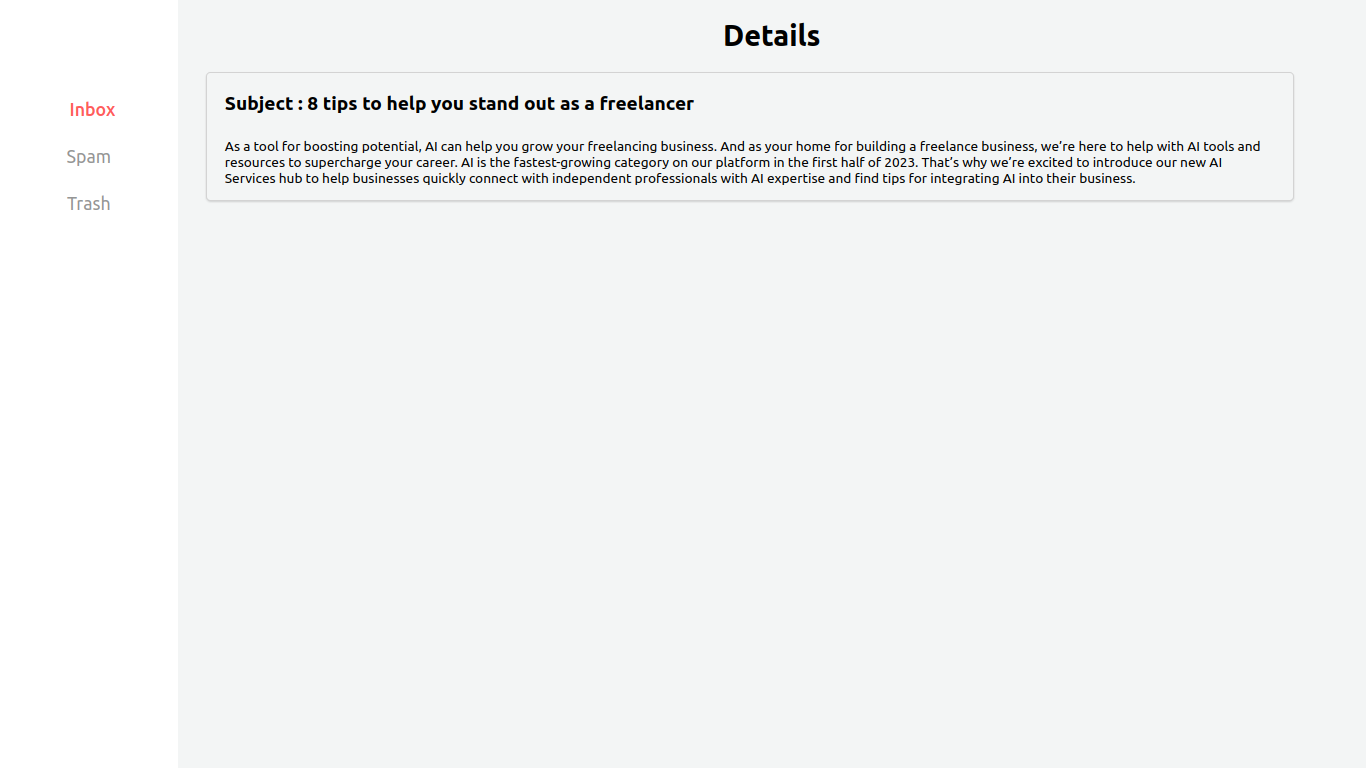 Details
Inbox
Spam
Trash
Subject : 8 tips to help you stand out as a freelancer
As a tool for boosting potential, AI can help you grow your freelancing business. And as your home for building a freelance business, we’re here to help with AI tools and
resources to supercharge your career. AI is the fastest-growing category on our platform in the first half of 2023. That’s why we’re excited to introduce our new AI
Services hub to help businesses quickly connect with independent professionals with AI expertise and find tips for integrating AI into their business.